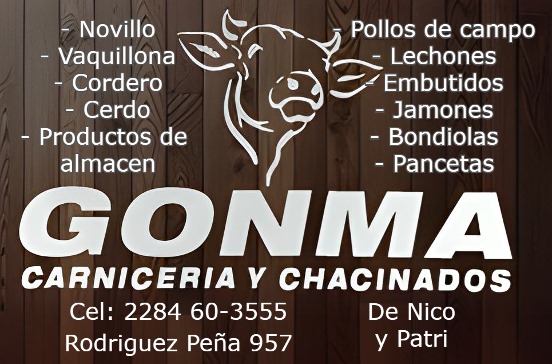 - Novillo
- Vaquillona
- Cordero
- Cerdo
- Productos de
almacen
- Pollos de campo
- Lechones
- Embutidos
- Jamones
- Bondiolas
- Pancetas
GONMA
CARNICERIA Y CHACINADOS
Cel: 2284 60-3555
Rodriguez Peña 957
De Nico
y Patri